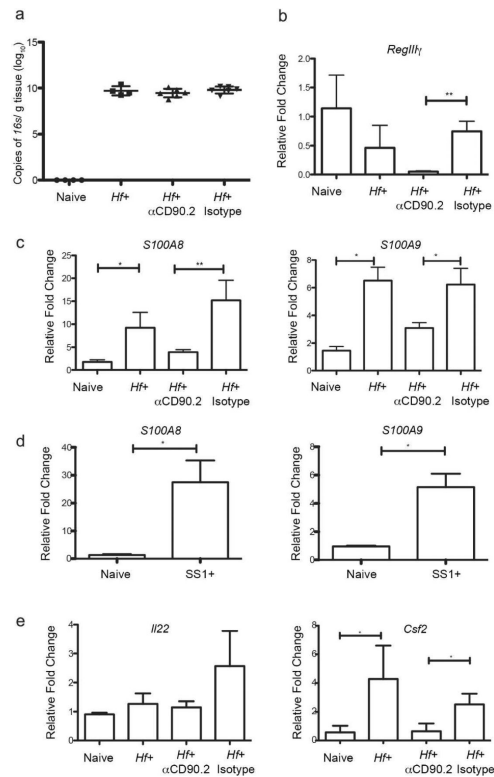 a
Copies of 16s/ g tissue (log10)
15
10
5
0
Naive
Hf+
Hf+
αCD90.2
Hf+
Isotype
b
RegIIIγ
Relative Fold Change
2.0
1.5
1.0
0.5
0.0
**
Naive
Hf+
Hf+
αCD90.2
Hf+
Isotype
c
S100A8
Relative Fold Change
25
20
15
10
5
0
*
**
Naive
Hf+
Hf+
αCD90.2
Hf+
Isotype
S100A9
Relative Fold Change
8
6
4
2
0
*
*
Naive
Hf+
Hf+
αCD90.2
Hf+
Isotype
d
S100A8
Relative Fold Change
40
30
20
10
0
*
Naive
SS1+
S100A9
Relative Fold Change
8
6
4
2
0
*
Naive
SS1+
e
Il22
Relative Fold Change
4
3
2
1
0
Naive
Hf+
Hf+
αCD90.2
Hf+
Isotype
Csf2
Relative Fold Change
8
6
4
2
0
*
*
Naive
Hf+
Hf+
αCD90.2
Hf+
Isotype